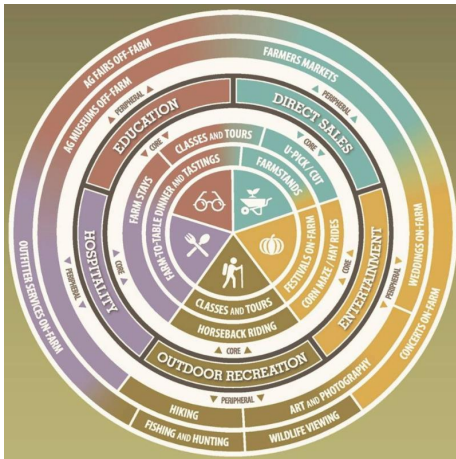 AG FAIRS OFF-FARM
AG MUSEUMS OFF-FARM
PERIPHERAL
EDUCATION
CORE
CLASSES AND TOURS
FARMERS MARKETS
PERIPHERAL
DIRECT SALES
CORE
U-PICK / CUT
FARMSTANDS
FARM STAYS
FARM-TO-TABLE DINNER AND TASTINGS
HOSPITALITY
CORE
PERIPHERAL
OUTFITTER SERVICES ON-FARM
FESTIVALS ON-FARM
CORN MAZE / HAY RIDES
CORE
ENTERTAINMENT
PERIPHERAL
WEDDINGS ON-FARM
CONCERTS ON-FARM
CLASSES AND TOURS
HORSEBACK RIDING
CORE
OUTDOOR RECREATION
PERIPHERAL
HIKING
ART AND PHOTOGRAPHY
FISHING AND HUNTING
WILDLIFE VIEWING